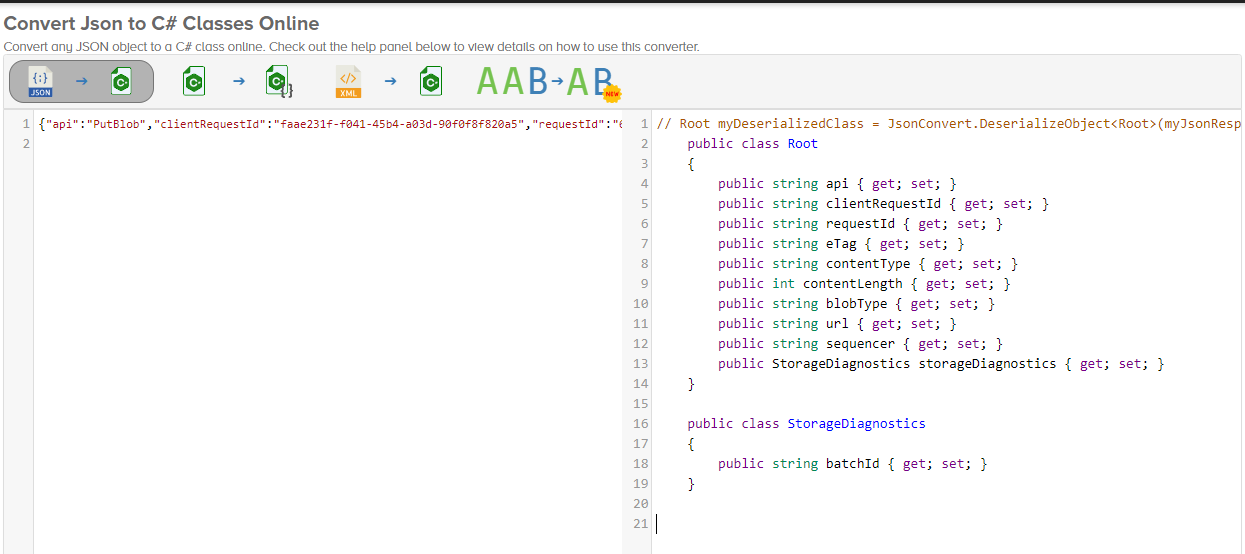 Convert Json to C# Classes Online
Convert any JSON object to a C# class online. Check out the help panel below to view details on how to use this converter.
{;} JSON → C C {} </> XML → C AAB→AB NEW
1 {"api":"PutBlob","clientRequestId":"faae231f-f041-45b4-a03d-90f0f8f820a5","requestId":"
2
1 // Root myDeserializedClass = JsonConvert.DeserializeObject<Root>(myJsonResp
2 public class Root
3 {
4 public string api { get; set; }
5 public string clientRequestId { get; set; }
6 public string requestId { get; set; }
7 public string eTag { get; set; }
8 public string contentType { get; set; }
9 public int contentLength { get; set; }
10 public string blobType { get; set; }
11 public string url { get; set; }
12 public string sequencer { get; set; }
13 public StorageDiagnostics storageDiagnostics { get; set; }
14 }
15
16 public class StorageDiagnostics
17 {
18 public string batchId { get; set; }
19 }
20
21